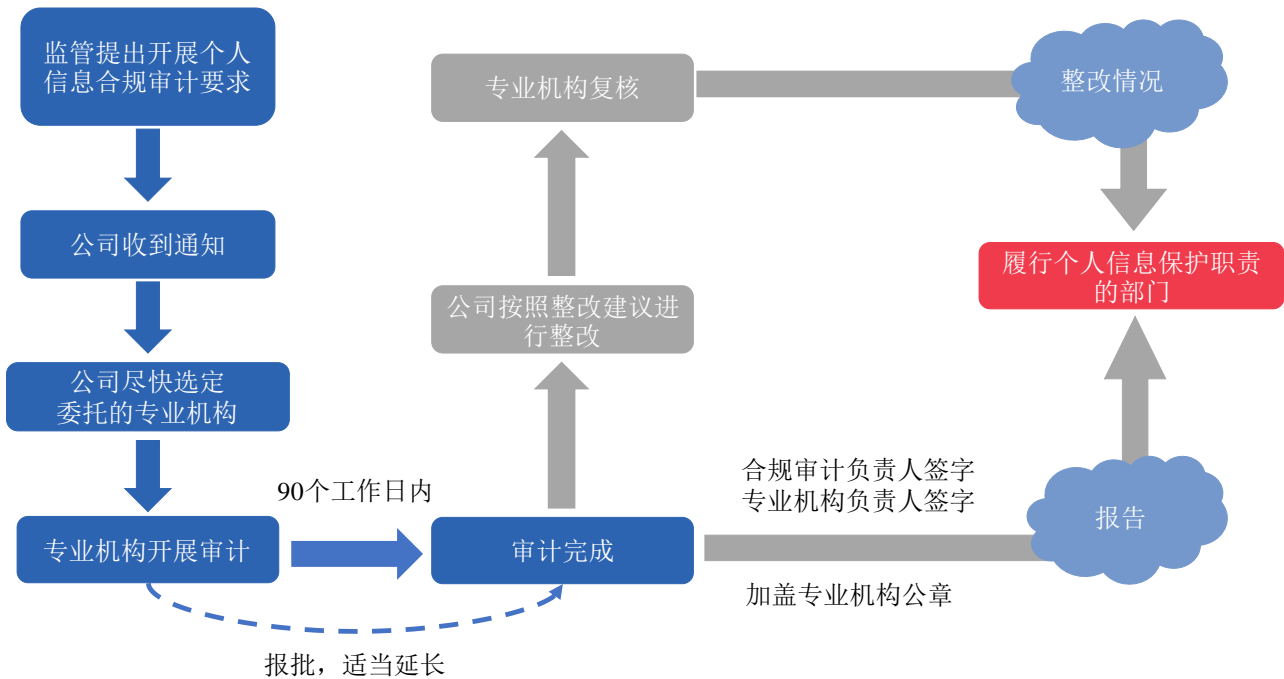 监管提出开展个人
信息合规审计要求
公司收到通知
公司尽快选定
委托的专业机构
专业机构开展审计
90个工作日内
报批，适当延长
审计完成
公司按照整改建议进
行整改
专业机构复核
整改情况
履行个人信息保护职责
的部门
合规审计负责人签字
专业机构负责人签字
加盖专业机构公章
报告